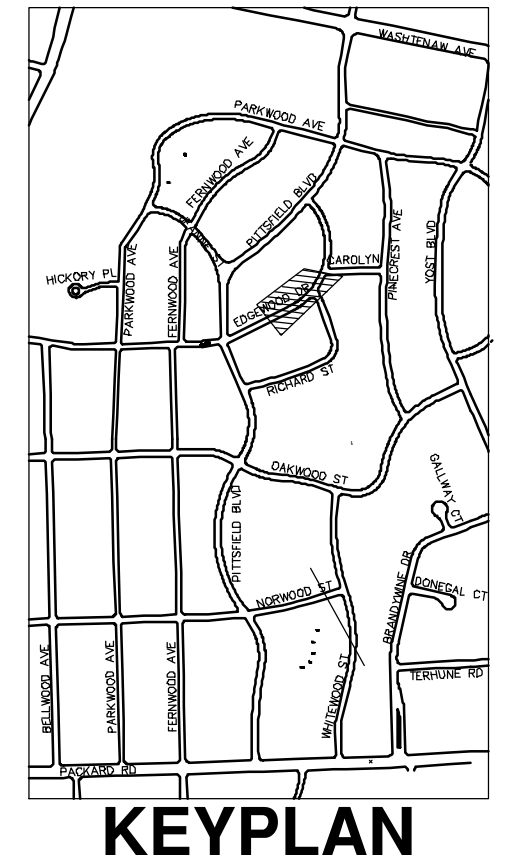 WASHTENAW AVE
PARKWOOD AVE
FERNWOOD AVE
PITTSFIELD BLVD
PINECREST AVE
YOST BLVD
CAROLYN
HICKORY PL
PARKWOOD AVE
FERNWOOD AVE
EDGEWOOD DR
RICHARD ST
OAKWOOD ST
GALLWAY CT
PITTSFIELD BLVD
BRANDYWINE DR
DONEGAL CT
NORWOOD ST
WHITEWOOD ST
TERHUNE RD
BELLWOOD AVE
PARKWOOD AVE
FERNWOOD AVE
PACKARD RD
KEYPLAN